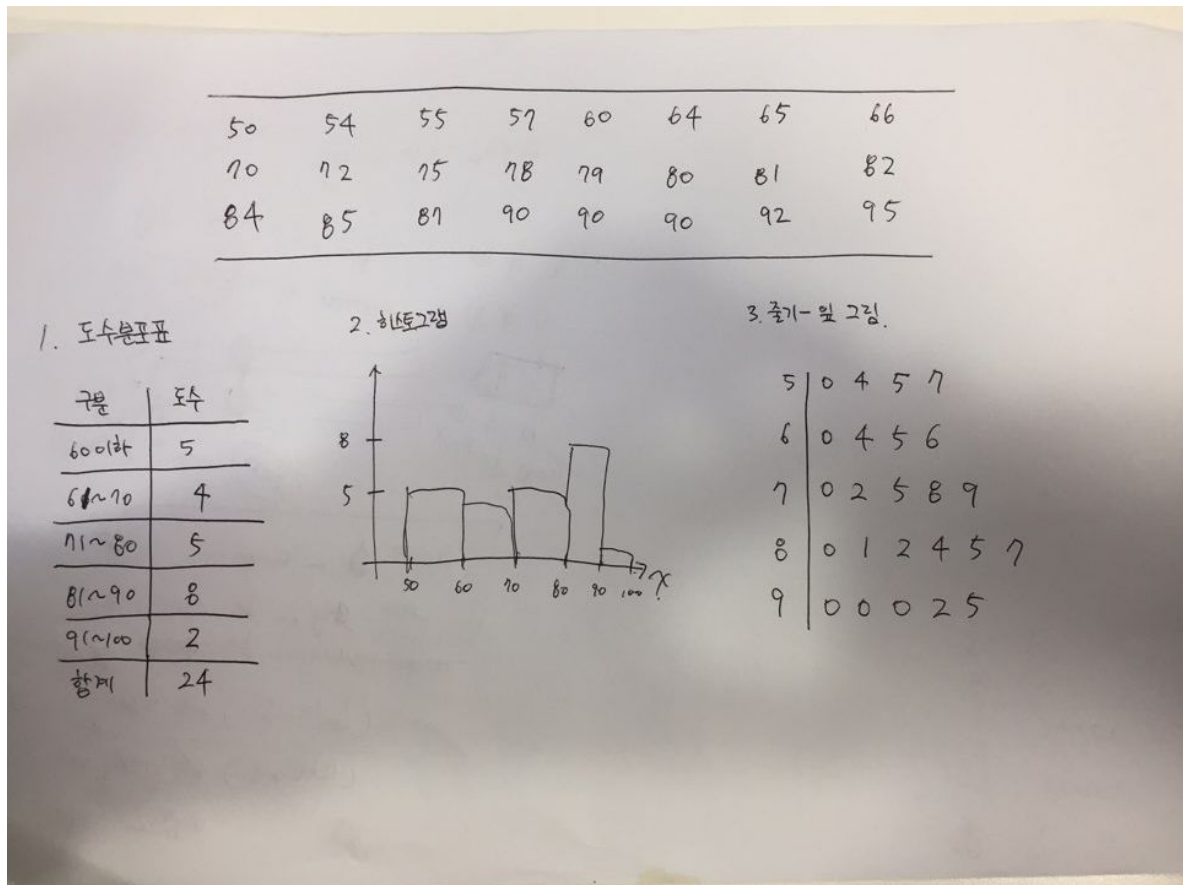 50 54 55 57 60 64 65 66
70 72 75 78 79 80 81 82
84 85 87 90 90 90 92 95
1. 도수분포표
구분 도수
60이하 5
61~70 4
71~80 5
81~90 8
91~100 2
합계 24
2. 히스토그램
8
5
50 60 70 80 90 100 x
3. 줄기-잎 그림.
5 0 4 5 7
6 0 4 5 6
7 0 2 5 8 9
8 0 1 2 4 5 7
9 0 0 0 2 5